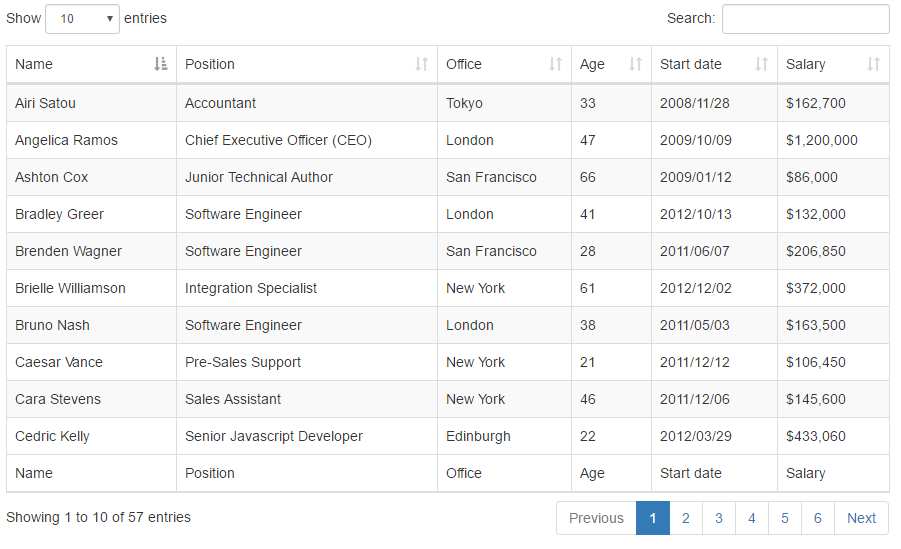 Show 10 entries Search:
Name Position Office Age Start date Salary
Airi Satou Accountant Tokyo 33 2008/11/28 $162,700
Angelica Ramos Chief Executive Officer (CEO) London 47 2009/10/09 $1,200,000
Ashton Cox Junior Technical Author San Francisco 66 2009/01/12 $86,000
Bradley Greer Software Engineer London 41 2012/10/13 $132,000
Brenden Wagner Software Engineer San Francisco 28 2011/06/07 $206,850
Brielle Williamson Integration Specialist New York 61 2012/12/02 $372,000
Bruno Nash Software Engineer London 38 2011/05/03 $163,500
Caesar Vance Pre-Sales Support New York 21 2011/12/12 $106,450
Cara Stevens Sales Assistant New York 46 2011/12/06 $145,600
Cedric Kelly Senior Javascript Developer Edinburgh 22 2012/03/29 $433,060
Name Position Office Age Start date Salary
Showing 1 to 10 of 57 entries Previous 1 2 3 4 5 6 Next